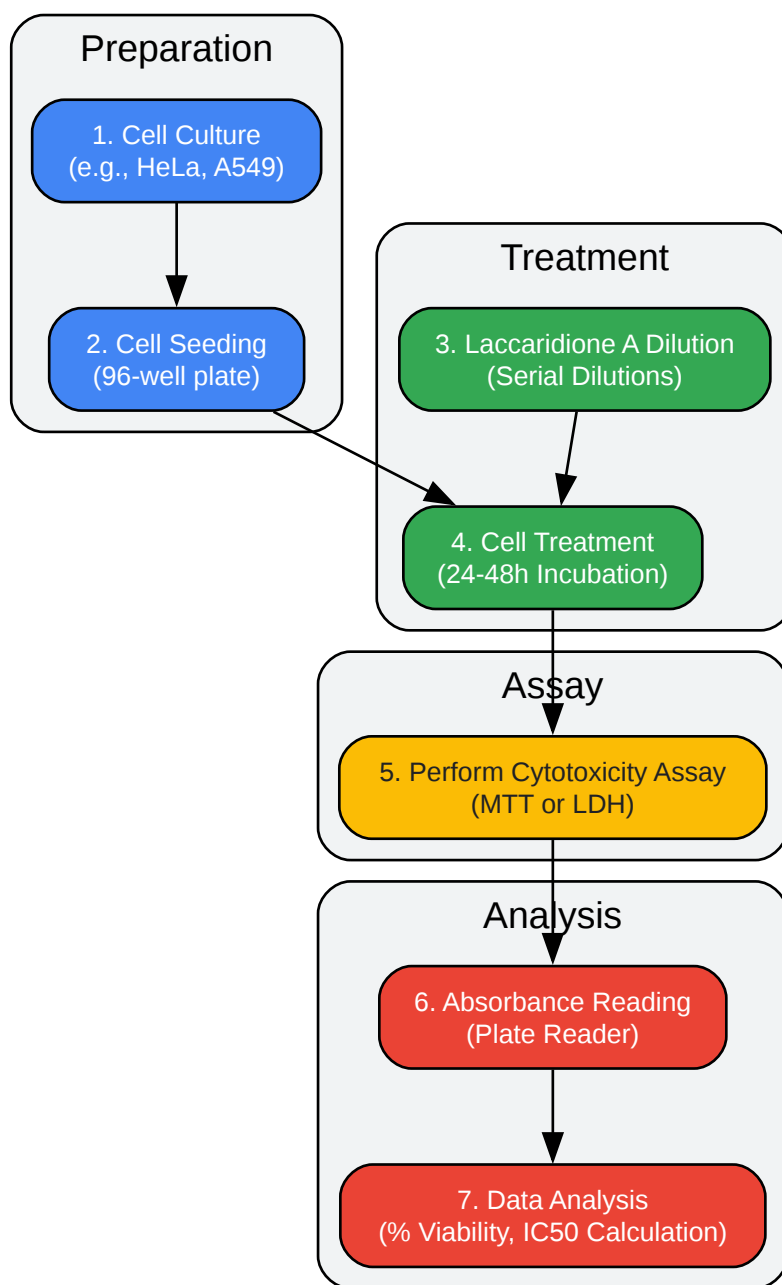 Preparation
1. Cell Culture
(e.g., HeLa, A549)
2. Cell Seeding
(96-well plate)
Treatment
3. Laccaridione A Dilution
(Serial Dilutions)
4. Cell Treatment
(24-48h Incubation)
Assay
5. Perform Cytotoxicity Assay
(MTT or LDH)
Analysis
6. Absorbance Reading
(Plate Reader)
7. Data Analysis
(% Viability, IC50 Calculation)